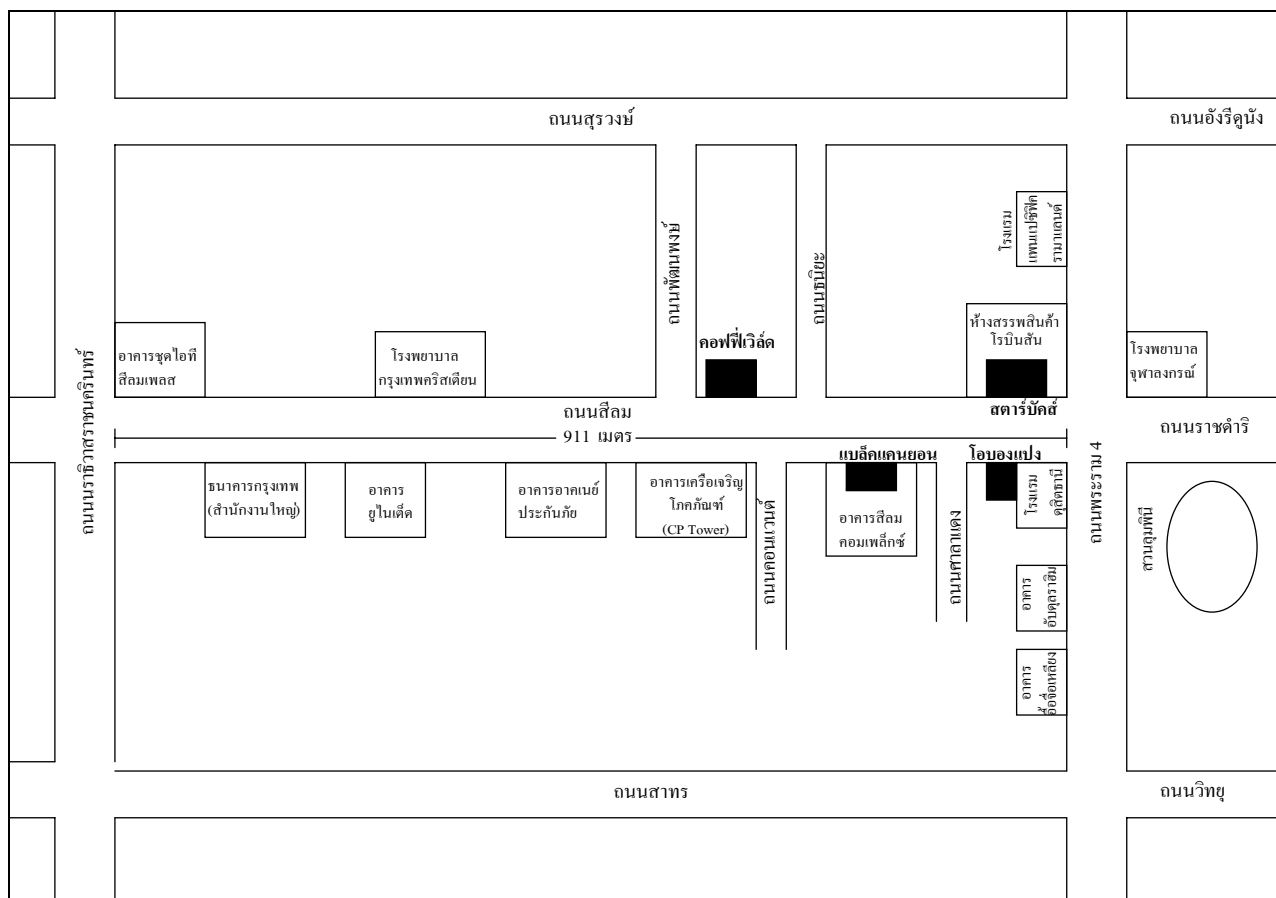 ถนนสุรวงษ์
ถนนอังรีดูนัง
โรงแรม
แพนแปซิฟิค
รามาแลนด์
ถนนพัฒนพงษ์
ถนนธนิยะ
ห้างสรรพสินค้า
โรบินสัน
คอฟฟี่เวิล์ด
อาคารชุดไอที
สีลมเพลส
โรงพยาบาล
กรุงเทพคริสเตียน
โรงพยาบาล
จุฬาลงกรณ์
สตาร์บัคส์
ถนนสีลม
911 เมตร
ถนนราชดำริ
ถนนนราธิวาสราชนครินทร์
ถนนพระราม 4
แบล็คแคนยอน
โอบองแปง
ธนาคารกรุงเทพ
(สำนักงานใหญ่)
อาคาร
ยูไนเต็ด
อาคารอาคเนย์
ประกันภัย
อาคารเครือเจริญ
โภคภัณฑ์
(CP Tower)
ถนนคอนแวนต์
อาคารสีลม
คอมเพล็กซ์
ถนนศาลาแดง
โรงแรม
ดุสิตธานี
สวนลุมพินี
อาคาร
อับดุลราฮิม
อาคาร
อื้อจือเหลียง
ถนนสาทร
ถนนวิทยุ